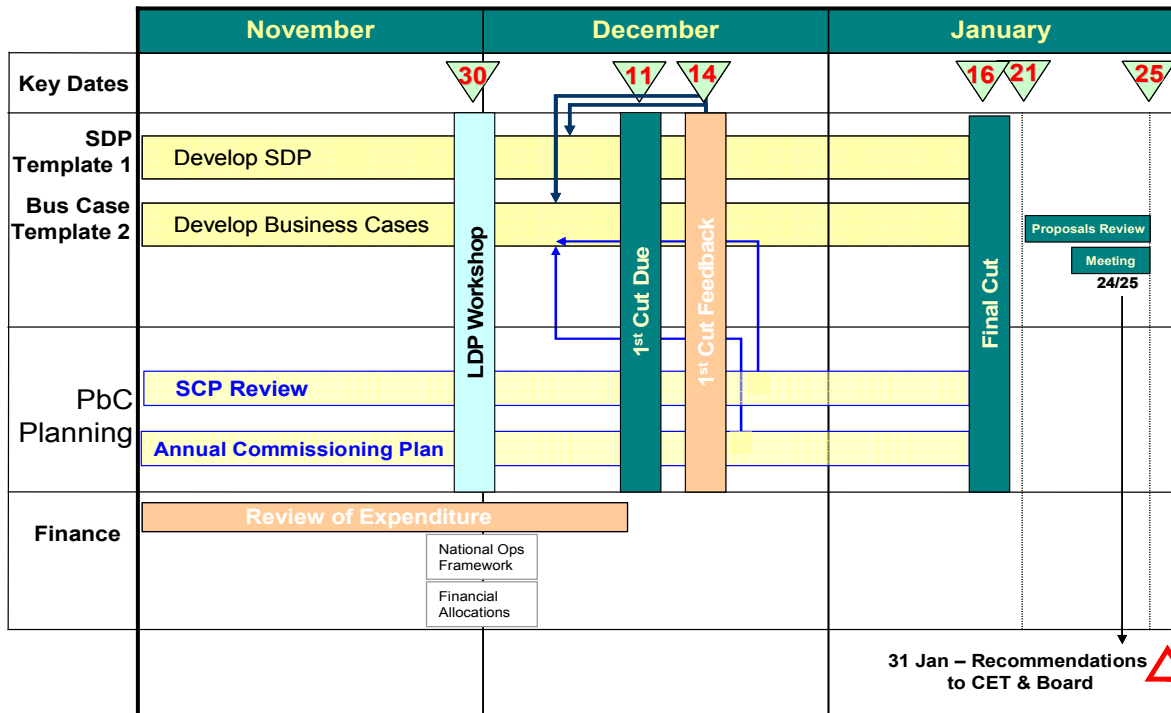 November
December
January
Key Dates
30
11
14
16
21
25
SDP
Template 1
Develop SDP
Bus Case
Template 2
Develop Business Cases
Proposals Review
Meeting
24/25
LDP Workshop
1st Cut Due
1st Cut Feedback
Final Cut
PbC
Planning
SCP Review
Annual Commissioning Plan
Finance
Review of Expenditure
National Ops
Framework
Financial
Allocations
31 Jan – Recommendations
to CET & Board